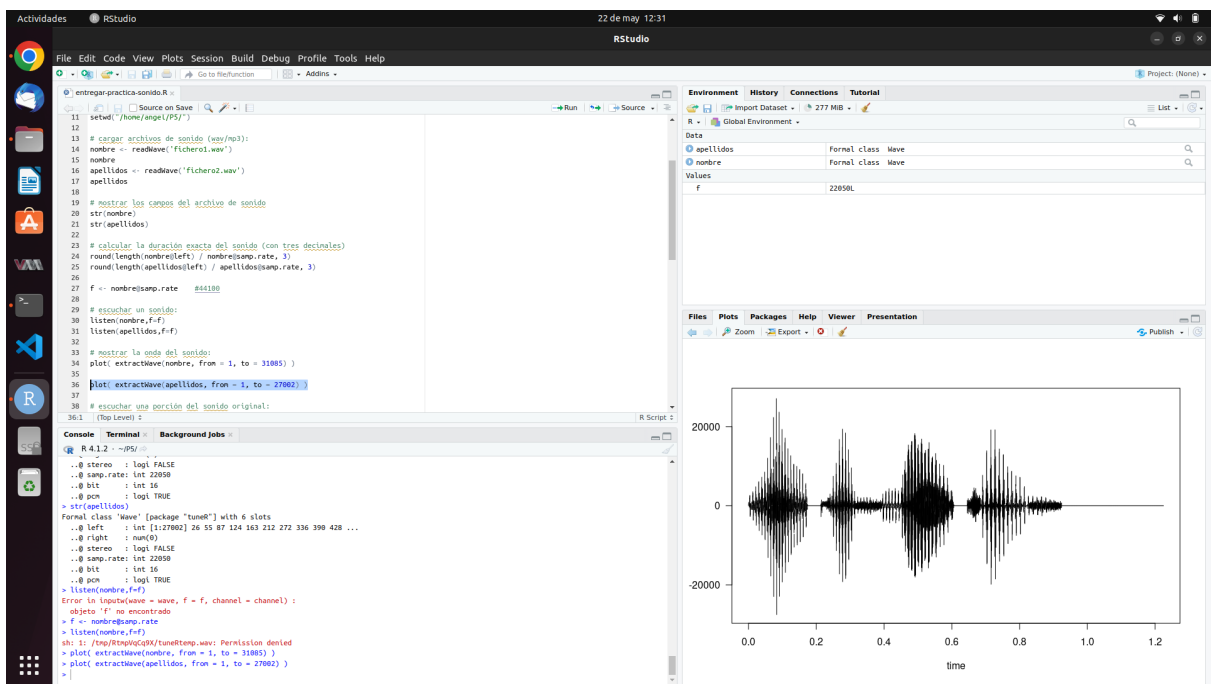 Actividades RStudio 22 de may 12:31
RStudio
File Edit Code View Plots Session Build Debug Profile Tools Help
Go to file/function Addins Project: (None)
entregar-practica-sonido.R
Source on Save Run Source
11 setwd("/home/angel/P5/")
12
13 # cargar archivos de sonido (wav/mp3):
14 nombre <- readWave('fichero1.wav')
15 nombre
16 apellidos <- readWave('fichero2.wav')
17 apellidos
18
19 # mostrar los campos del archivo de sonido
20 str(nombre)
21 str(apellidos)
22
23 # calcular la duración exacta del sonido (con tres decimales)
24 round(length(nombre@left) / nombre@samp.rate, 3)
25 round(length(apellidos@left) / apellidos@samp.rate, 3)
26
27 f <- nombre@samp.rate #44100
28
29 # escuchar un sonido:
30 listen(nombre,f=f)
31 listen(apellidos,f=f)
32
33 # mostrar la onda del sonido:
34 plot( extractWave(nombre, from = 1, to = 31085) )
35
36 plot( extractWave(apellidos, from = 1, to = 27002) )
37
38 # escuchar una porción del sonido original:
36:1 (Top Level) R Script
Console Terminal Background Jobs
R 4.1.2 · ~/P5/
..@ stereo : logi FALSE
..@ samp.rate: int 22050
..@ bit : int 16
..@ pcm : logi TRUE
> str(apellidos)
Formal class 'Wave' [package "tuneR"] with 6 slots
..@ left : int [1:27002] 26 55 87 124 163 212 272 336 390 428 ...
..@ right : num(0)
..@ stereo : logi FALSE
..@ samp.rate: int 22050
..@ bit : int 16
..@ pcm : logi TRUE
> listen(nombre,f=f)
Error in inputw(wave = wave, f = f, channel = channel) :
objeto 'f' no encontrado
> f <- nombre@samp.rate
> listen(nombre,f=f)
sh: 1: /tmp/RtmpVqCq9X/tuneRtemp.wav: Permission denied
> plot( extractWave(nombre, from = 1, to = 31085) )
> plot( extractWave(apellidos, from = 1, to = 27002) )
>
Environment History Connections Tutorial
Import Dataset 277 MiB List
R Global Environment
Data
apellidos Formal class Wave
nombre Formal class Wave
Values
f 22050L
Files Plots Packages Help Viewer Presentation
Zoom Export Publish
20000
0
-20000
0.0 0.2 0.4 0.6 0.8 1.0 1.2
time